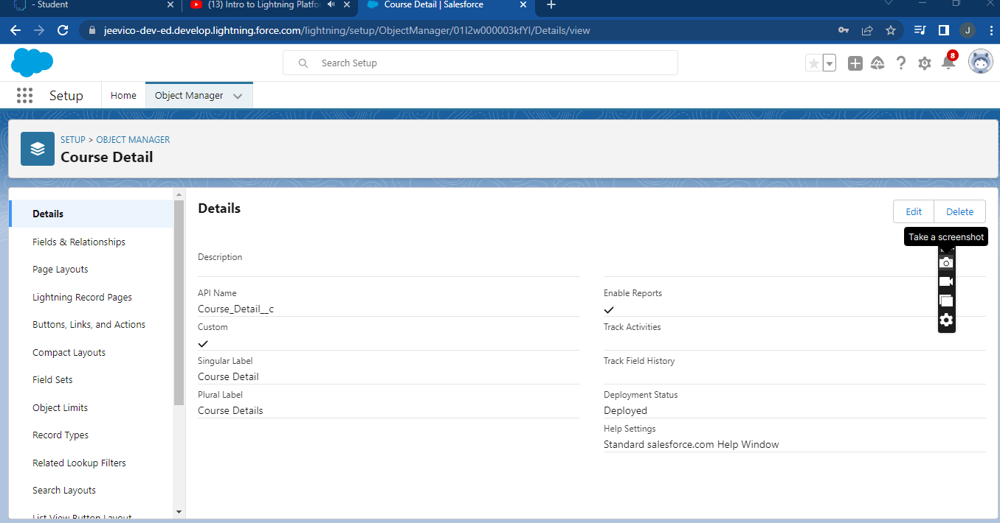 - Student
(13) Intro to Lightning Platfo
Course Detail | Salesforce
jeevico-dev-ed.develop.lightning.force.com/lightning/setup/ObjectManager/01I2w000003kfYI/Details/view
J
Search Setup
8
Setup
Home
Object Manager
SETUP > OBJECT MANAGER
Course Detail
Details
Fields & Relationships
Page Layouts
Lightning Record Pages
Buttons, Links, and Actions
Compact Layouts
Field Sets
Object Limits
Record Types
Related Lookup Filters
Search Layouts
List View Button Layout
Details
Edit
Delete
Take a screenshot
Description
API Name
Course_Detail__c
Custom
Singular Label
Course Detail
Plural Label
Course Details
Enable Reports
Track Activities
Track Field History
Deployment Status
Deployed
Help Settings
Standard salesforce.com Help Window